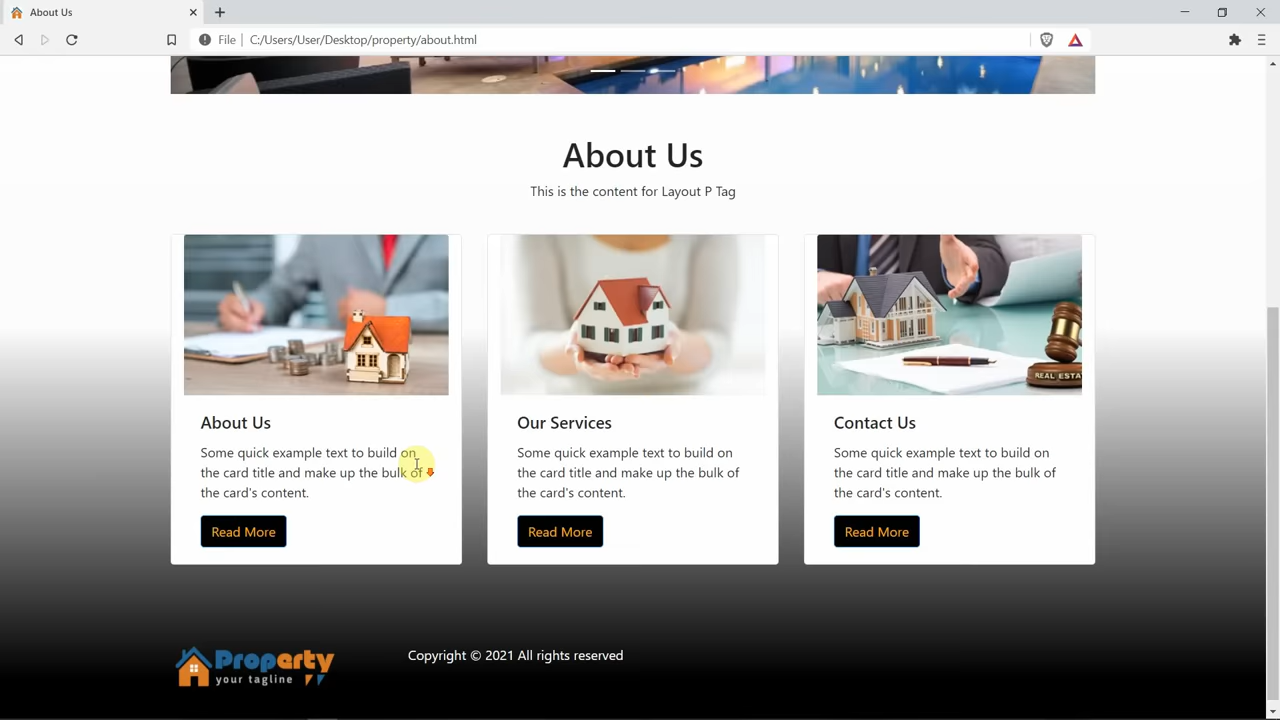 About Us
File
C:/Users/User/Desktop/property/about.html
About Us
This is the content for Layout P Tag
REAL ESTA
About Us
Some quick example text to build on
the card title and make up the bulk of
the card's content.
Read More
Our Services
Some quick example text to build on
the card title and make up the bulk of
the card's content.
Read More
Contact Us
Some quick example text to build on
the card title and make up the bulk of
the card's content.
Read More
Property
your tagline
Copyright © 2021 All rights reserved